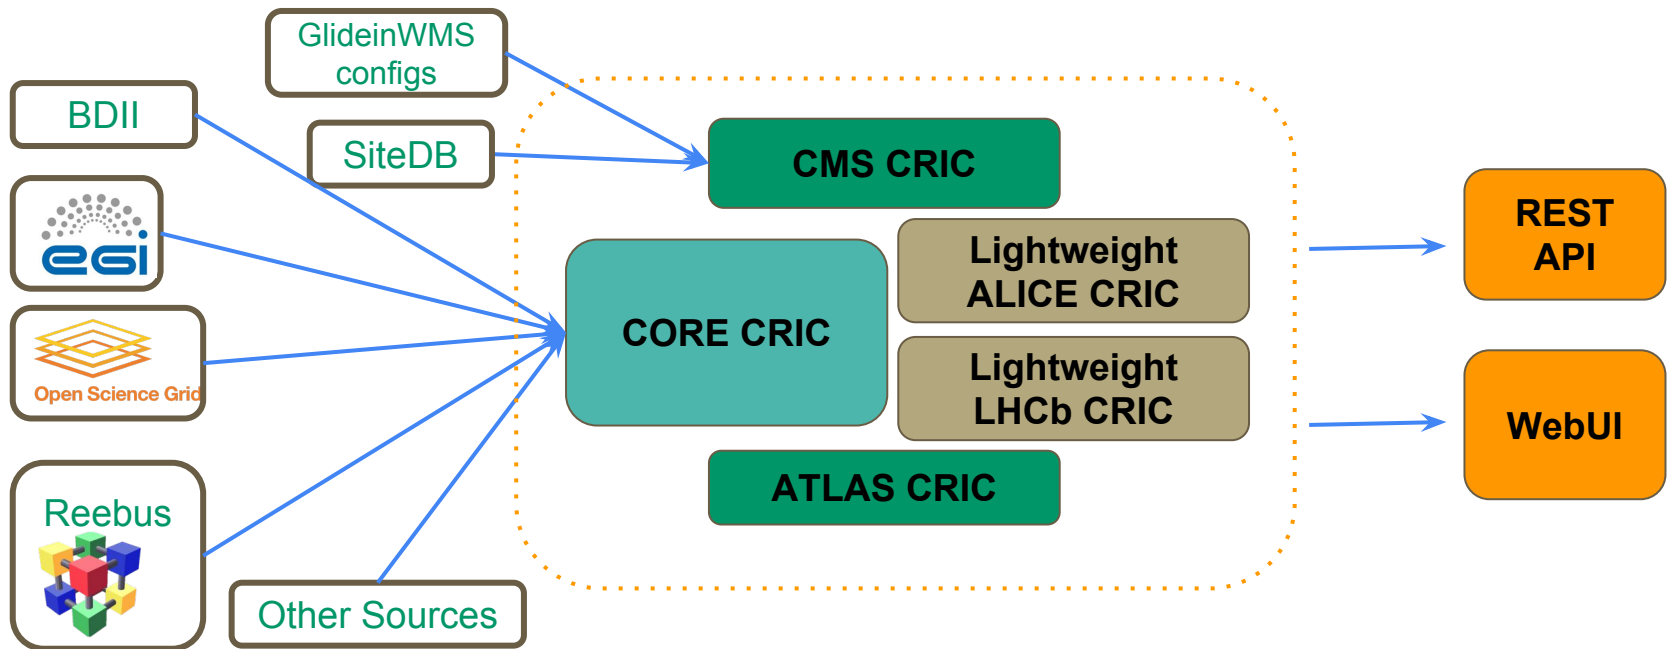 GlideinWMS
configs
BDII
SiteDB
egi
Open Science Grid
Reebus
Other Sources
CMS CRIC
Lightweight
ALICE CRIC
CORE CRIC
Lightweight
LHCb CRIC
ATLAS CRIC
REST
API
WebUI